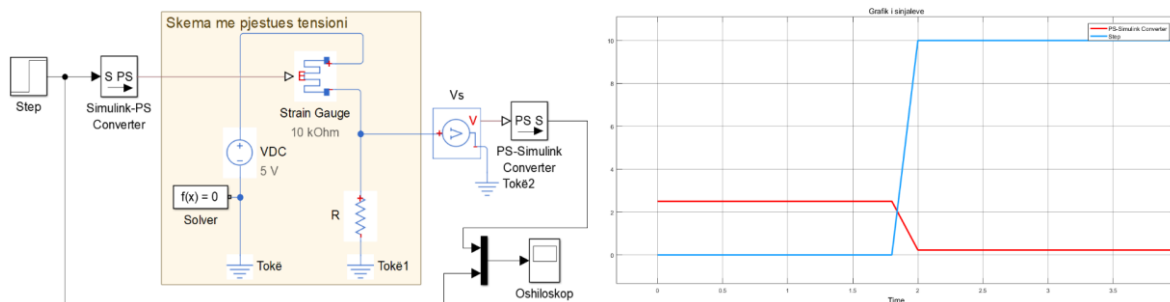 Skema me pjestues tensioni
Step
S PS
Simulink-PS
Converter
E
Strain Gauge
10 kOhm
VDC
5 V
f(x) = 0
Solver
Tokë
R
Tokë1
Vs
V
V
PS S
PS-Simulink
Converter
Tokë2
Oshiloskop
Grafik i sinjaleve
PS-Simulink Converter
Step
10
8
6
4
2
0
0
0.5
1
1.5
2
2.5
3
3.5
Time